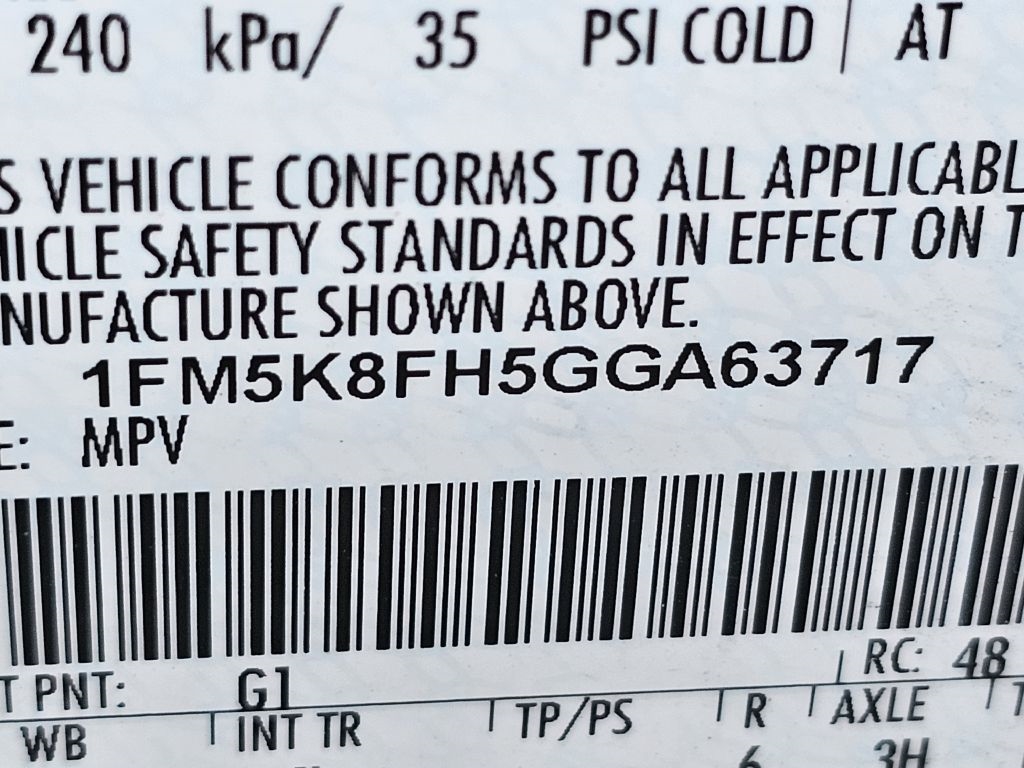 240 kPa/ 35 PSI COLD | AT
S VEHICLE CONFORMS TO ALL APPLICABL
HICLE SAFETY STANDARDS IN EFFECT ON T
NUFACTURE SHOWN ABOVE.
1FM5K8FH5GGA63717
E: MPV
RC: 48
T PNT: G1
WB INT TR TP/PS R AXLE T
6 3H